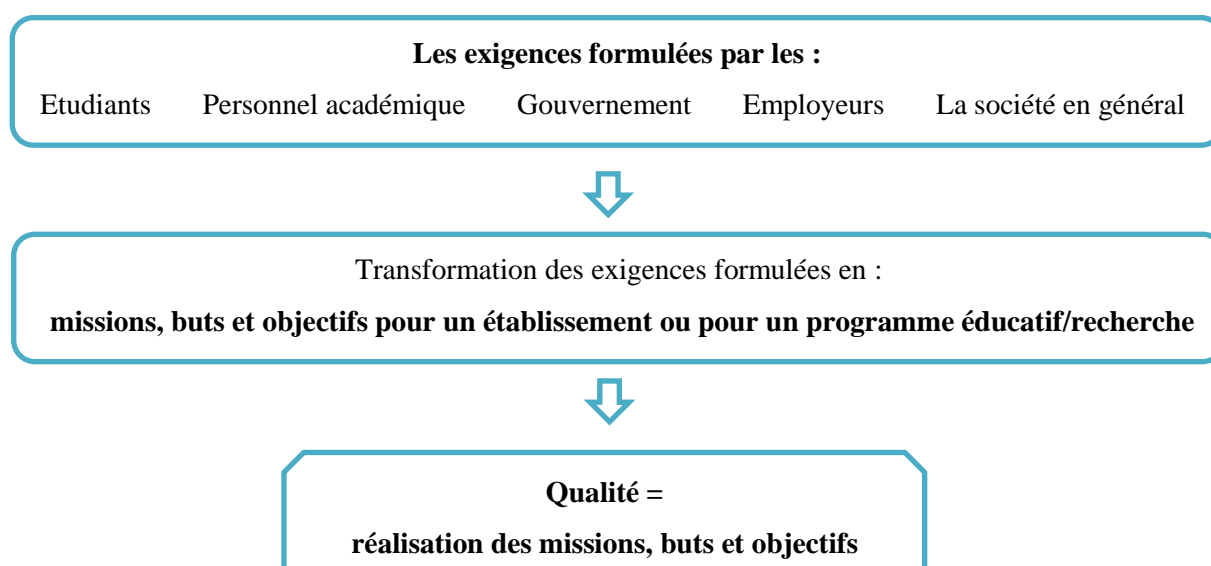 Les exigences formulées par les :
Etudiants Personnel académique Gouvernement Employeurs La société en général
Transformation des exigences formulées en :
missions, buts et objectifs pour un établissement ou pour un programme éducatif/recherche
Qualité =
réalisation des missions, buts et objectifs